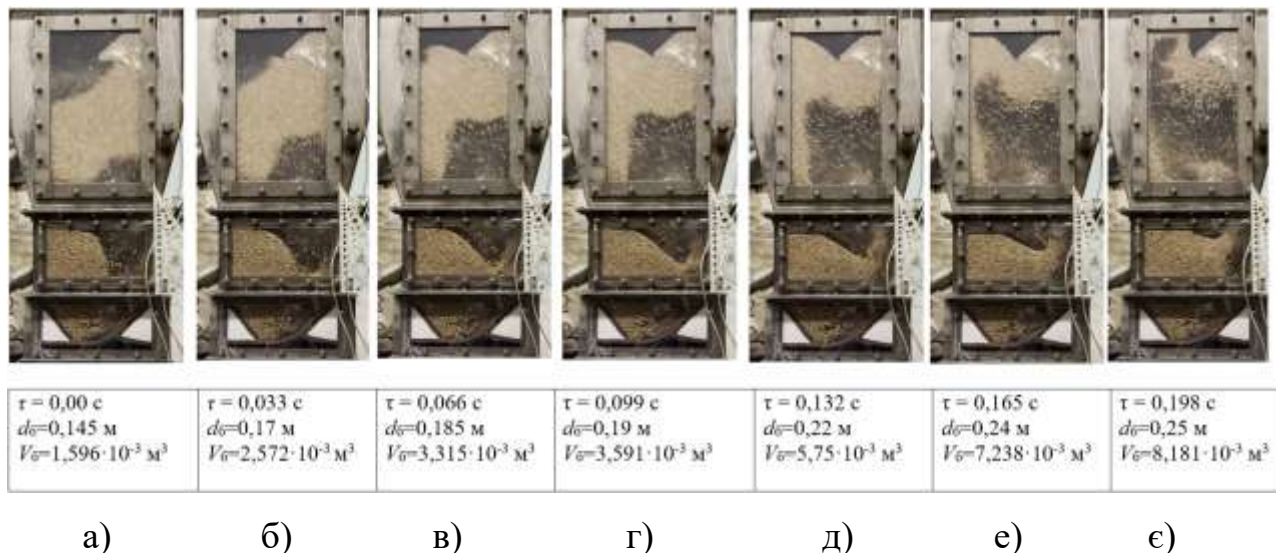 τ = 0,00 с
d₆=0,145 м
V₆=1,596·10⁻³ м³
τ = 0,033 с
d₆=0,17 м
V₆=2,572·10⁻³ м³
τ = 0,066 с
d₆=0,185 м
V₆=3,315·10⁻³ м³
τ = 0,099 с
d₆=0,19 м
V₆=3,591·10⁻³ м³
τ = 0,132 с
d₆=0,22 м
V₆=5,75·10⁻³ м³
τ = 0,165 с
d₆=0,24 м
V₆=7,238·10⁻³ м³
τ = 0,198 с
d₆=0,25 м
V₆=8,181·10⁻³ м³
а) б) в) г) д) е) є)